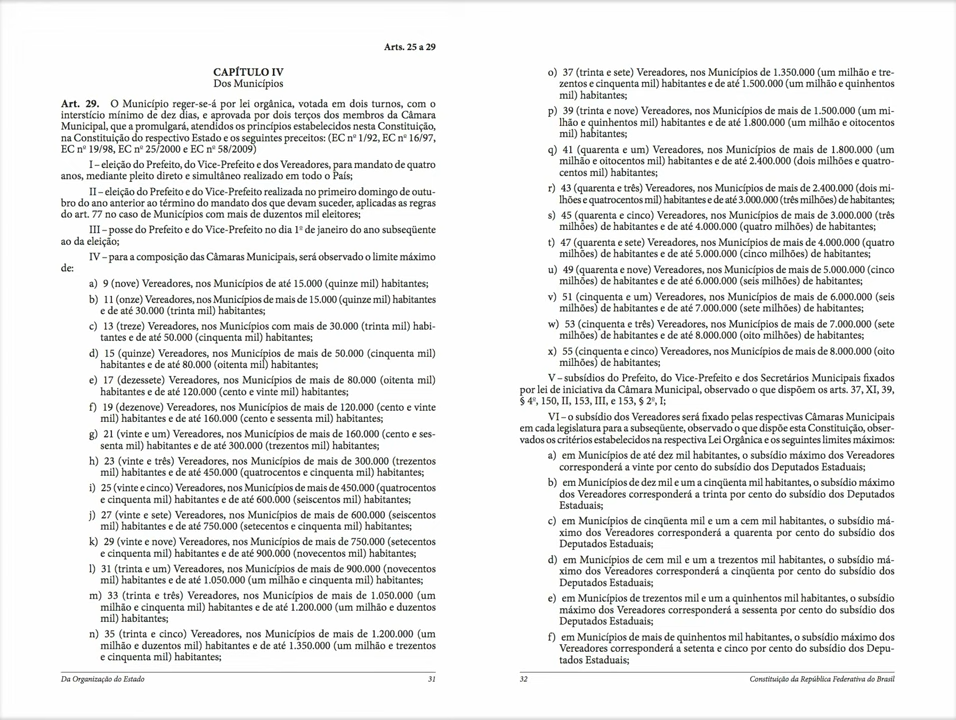 Arts. 25 a 29
CAPÍTULO IV
Dos Municípios
Art. 29. O Município reger-se-á por lei orgânica, votada em dois turnos, com o
interstício mínimo de dez dias, e aprovada por dois terços dos membros da Câmara
Municipal, que a promulgará, atendidos os princípios estabelecidos nesta Constituição,
na Constituição do respectivo Estado e os seguintes preceitos: (EC nº 1/92, EC nº 16/97,
EC nº 19/98, EC nº 25/2000 e EC nº 58/2009)
I – eleição do Prefeito, do Vice-Prefeito e dos Vereadores, para mandato de quatro
anos, mediante pleito direto e simultâneo realizado em todo o País;
II – eleição do Prefeito e do Vice-Prefeito realizada no primeiro domingo de outu-
bro do ano anterior ao término do mandato dos que devam suceder, aplicadas as regras
do art. 77 no caso de Municípios com mais de duzentos mil eleitores;
III – posse do Prefeito e do Vice-Prefeito no dia 1º de janeiro do ano subseqüente
ao da eleição;
IV – para a composição das Câmaras Municipais, será observado o limite máximo
de:
a) 9 (nove) Vereadores, nos Municípios de até 15.000 (quinze mil) habitantes;
b) 11 (onze) Vereadores, nos Municípios de mais de 15.000 (quinze mil) habitantes
e de até 30.000 (trinta mil) habitantes;
c) 13 (treze) Vereadores, nos Municípios com mais de 30.000 (trinta mil) habi-
tantes e de até 50.000 (cinquenta mil) habitantes;
d) 15 (quinze) Vereadores, nos Municípios de mais de 50.000 (cinquenta mil)
habitantes e de até 80.000 (oitenta mil) habitantes;
e) 17 (dezessete) Vereadores, nos Municípios de mais de 80.000 (oitenta mil)
habitantes e de até 120.000 (cento e vinte mil) habitantes;
f) 19 (dezenove) Vereadores, nos Municípios de mais de 120.000 (cento e vinte
mil) habitantes e de até 160.000 (cento e sessenta mil) habitantes;
g) 21 (vinte e um) Vereadores, nos Municípios de mais de 160.000 (cento e ses-
senta mil) habitantes e de até 300.000 (trezentos mil) habitantes;
h) 23 (vinte e três) Vereadores, nos Municípios de mais de 300.000 (trezentos
mil) habitantes e de até 450.000 (quatrocentos e cinquenta mil) habitantes;
i) 25 (vinte e cinco) Vereadores, nos Municípios de mais de 450.000 (quatrocentos
e cinquenta mil) habitantes e de até 600.000 (seiscentos mil) habitantes;
j) 27 (vinte e sete) Vereadores, nos Municípios de mais de 600.000 (seiscentos
mil) habitantes e de até 750.000 (setecentos e cinquenta mil) habitantes;
k) 29 (vinte e nove) Vereadores, nos Municípios de mais de 750.000 (setecentos
e cinquenta mil) habitantes e de até 900.000 (novecentos mil) habitantes;
l) 31 (trinta e um) Vereadores, nos Municípios de mais de 900.000 (novecentos
mil) habitantes e de até 1.050.000 (um milhão e cinquenta mil) habitantes;
m) 33 (trinta e três) Vereadores, nos Municípios de mais de 1.050.000 (um
milhão e cinquenta mil) habitantes e de até 1.200.000 (um milhão e duzentos
mil) habitantes;
n) 35 (trinta e cinco) Vereadores, nos Municípios de mais de 1.200.000 (um
milhão e duzentos mil) habitantes e de até 1.350.000 (um milhão e trezentos
e cinquenta mil) habitantes;
Da Organização do Estado 31
o) 37 (trinta e sete) Vereadores, nos Municípios de 1.350.000 (um milhão e tre-
zentos e cinquenta mil) habitantes e de até 1.500.000 (um milhão e quinhentos
mil) habitantes;
p) 39 (trinta e nove) Vereadores, nos Municípios de mais de 1.500.000 (um mi-
lhão e quinhentos mil) habitantes e de até 1.800.000 (um milhão e oitocentos
mil) habitantes;
q) 41 (quarenta e um) Vereadores, nos Municípios de mais de 1.800.000 (um
milhão e oitocentos mil) habitantes e de até 2.400.000 (dois milhões e quatro-
centos mil) habitantes;
r) 43 (quarenta e três) Vereadores, nos Municípios de mais de 2.400.000 (dois mi-
lhões e quatrocentos mil) habitantes e de até 3.000.000 (três milhões) de habitantes;
s) 45 (quarenta e cinco) Vereadores, nos Municípios de mais de 3.000.000 (três
milhões) de habitantes e de até 4.000.000 (quatro milhões) de habitantes;
t) 47 (quarenta e sete) Vereadores, nos Municípios de mais de 4.000.000 (quatro
milhões) de habitantes e de até 5.000.000 (cinco milhões) de habitantes;
u) 49 (quarenta e nove) Vereadores, nos Municípios de mais de 5.000.000 (cinco
milhões) de habitantes e de até 6.000.000 (seis milhões) de habitantes;
v) 51 (cinquenta e um) Vereadores, nos Municípios de mais de 6.000.000 (seis
milhões) de habitantes e de até 7.000.000 (sete milhões) de habitantes;
w) 53 (cinquenta e três) Vereadores, nos Municípios de mais de 7.000.000 (sete
milhões) de habitantes e de até 8.000.000 (oito milhões) de habitantes;
x) 55 (cinquenta e cinco) Vereadores, nos Municípios de mais de 8.000.000 (oito
milhões) de habitantes;
V – subsídios do Prefeito, do Vice-Prefeito e dos Secretários Municipais fixados
por lei de iniciativa da Câmara Municipal, observado o que dispõem os arts. 37, XI, 39,
§ 4º, 150, II, 153, III, e 153, § 2º, I;
VI – o subsídio dos Vereadores será fixado pelas respectivas Câmaras Municipais
em cada legislatura para a subseqüente, observado o que dispõe esta Constituição, obser-
vados os critérios estabelecidos na respectiva Lei Orgânica e os seguintes limites máximos:
a) em Municípios de até dez mil habitantes, o subsídio máximo dos Vereadores
corresponderá a vinte por cento do subsídio dos Deputados Estaduais;
b) em Municípios de dez mil e um a cinqüenta mil habitantes, o subsídio máximo
dos Vereadores corresponderá a trinta por cento do subsídio dos Deputados
Estaduais;
c) em Municípios de cinqüenta mil e um a cem mil habitantes, o subsídio má-
ximo dos Vereadores corresponderá a quarenta por cento do subsídio dos
Deputados Estaduais;
d) em Municípios de cem mil e um a trezentos mil habitantes, o subsídio má-
ximo dos Vereadores corresponderá a cinqüenta por cento do subsídio dos
Deputados Estaduais;
e) em Municípios de trezentos mil e um a quinhentos mil habitantes, o subsídio
máximo dos Vereadores corresponderá a sessenta por cento do subsídio dos
Deputados Estaduais;
f) em Municípios de mais de quinhentos mil habitantes, o subsídio máximo dos
Vereadores corresponderá a setenta e cinco por cento do subsídio dos Depu-
tados Estaduais;
32 Constituição da República Federativa do Brasil